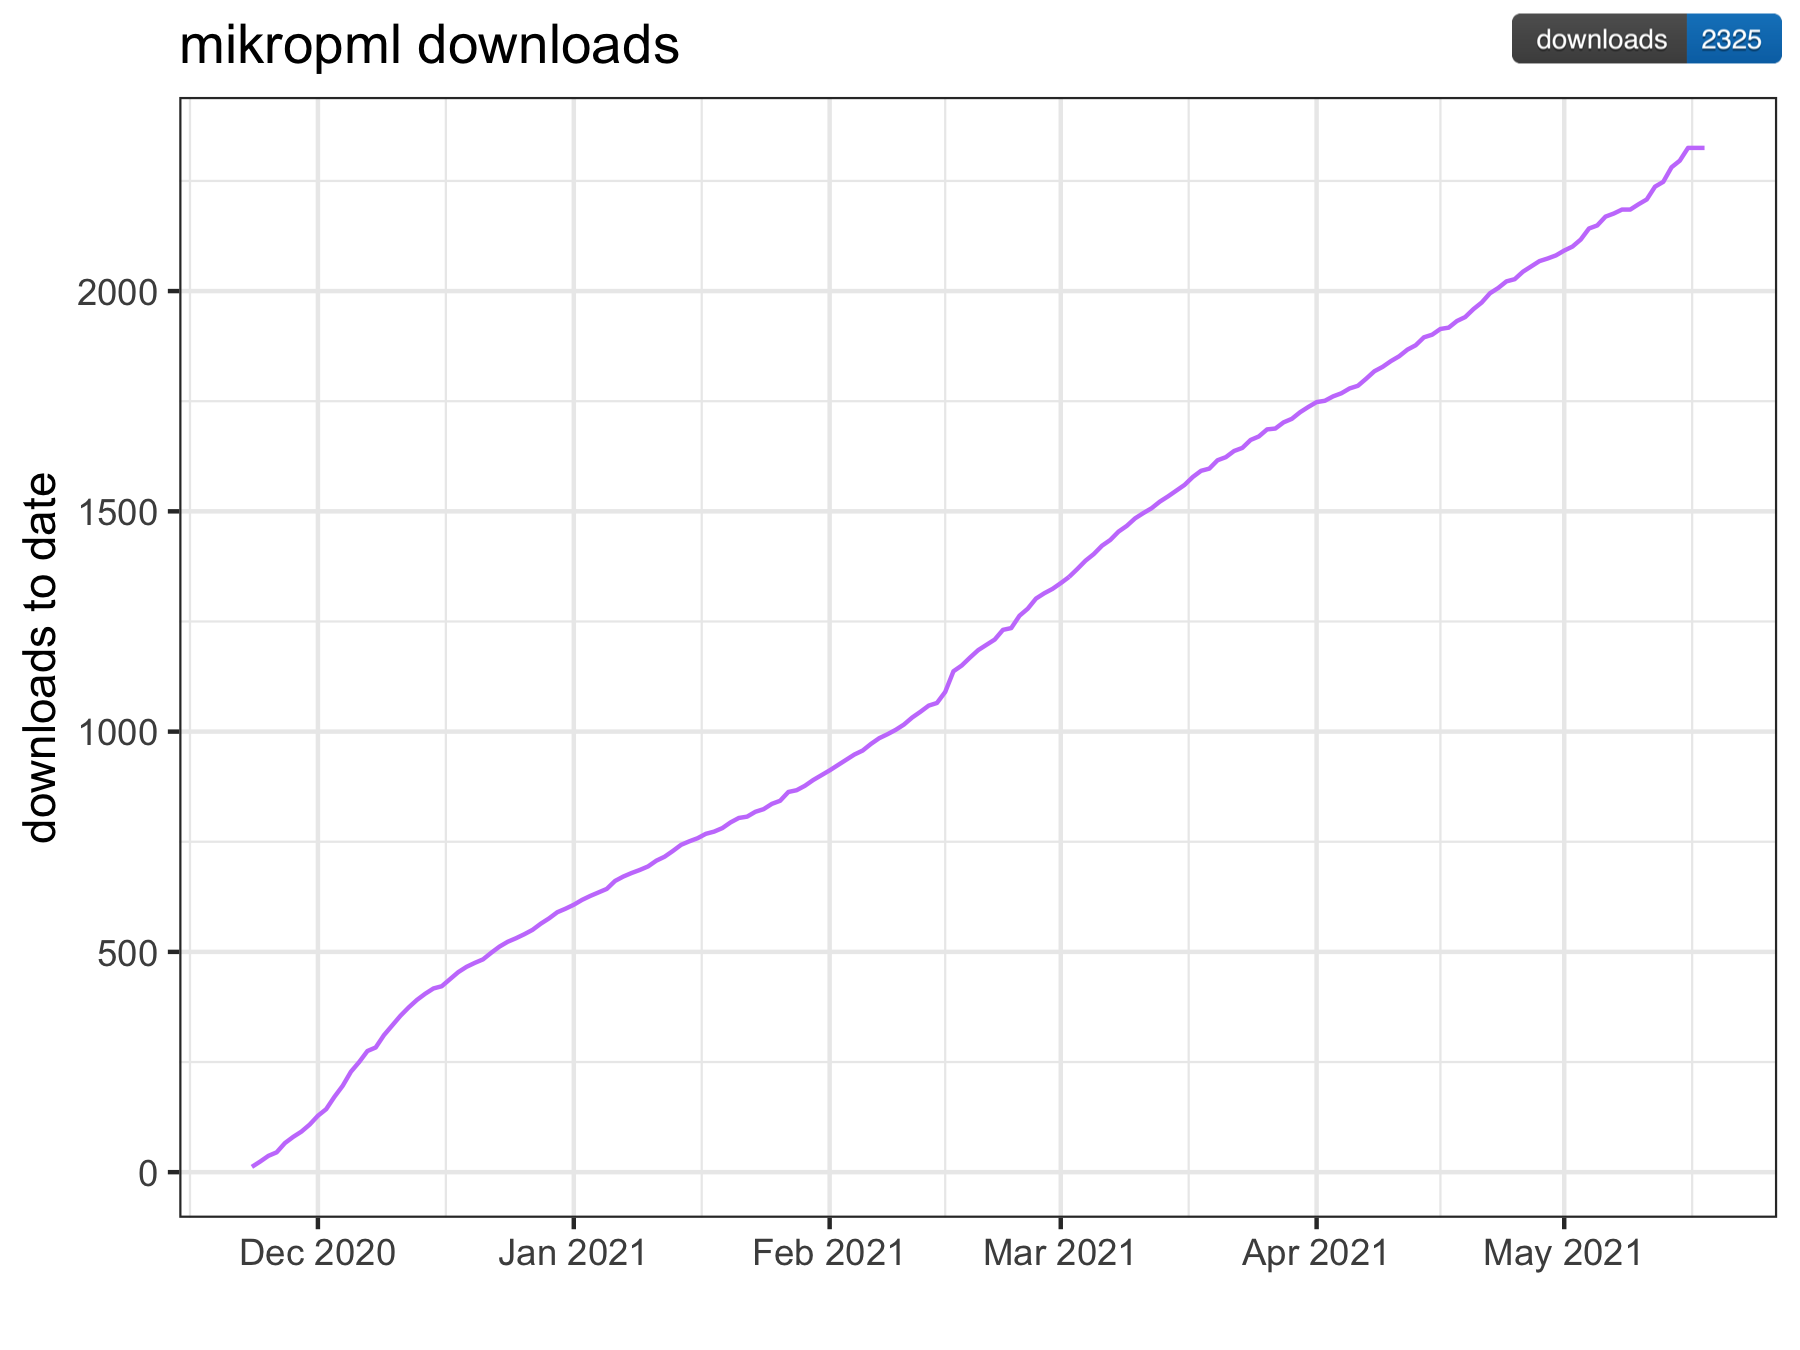 mikropml downloads
downloads 2325
downloads to date
2000
1500
1000
500
0
Dec 2020 Jan 2021 Feb 2021 Mar 2021 Apr 2021 May 2021